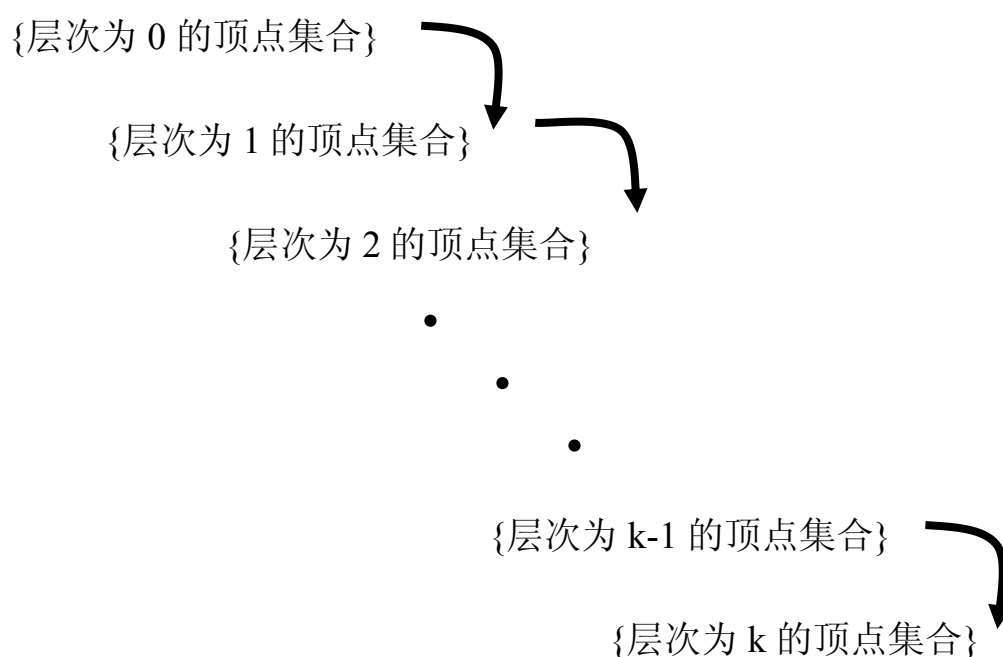 {层次为 0 的顶点集合}
{层次为 1 的顶点集合}
{层次为 2 的顶点集合}
{层次为 k-1 的顶点集合}
{层次为 k 的顶点集合}